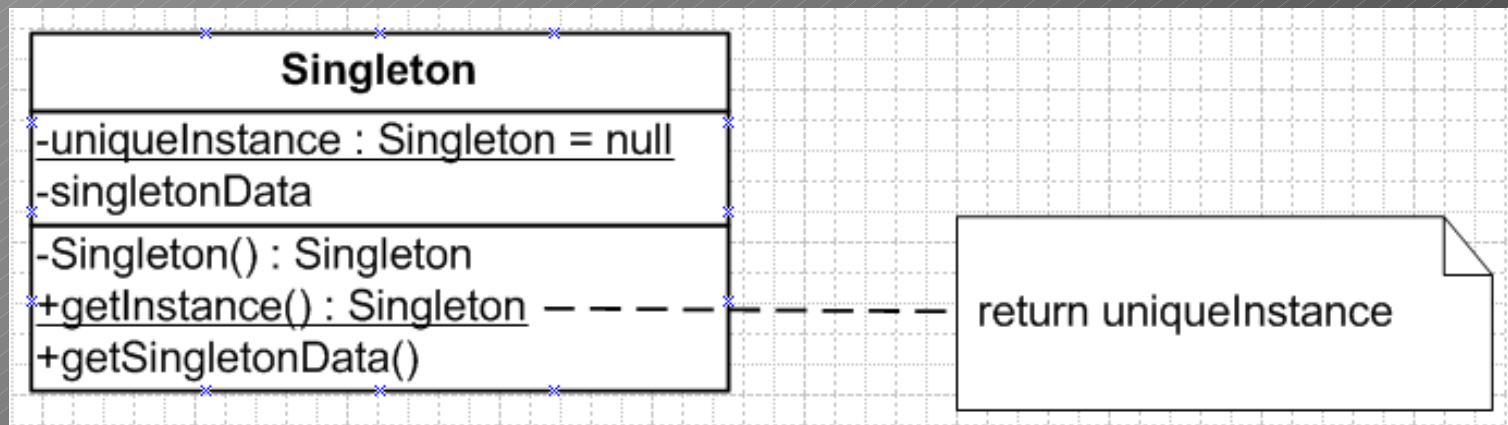 Singleton
-uniqueInstance : Singleton = null
-singletonData
-Singleton() : Singleton
+getInstance() : Singleton
+getSingletonData()
return uniqueInstance